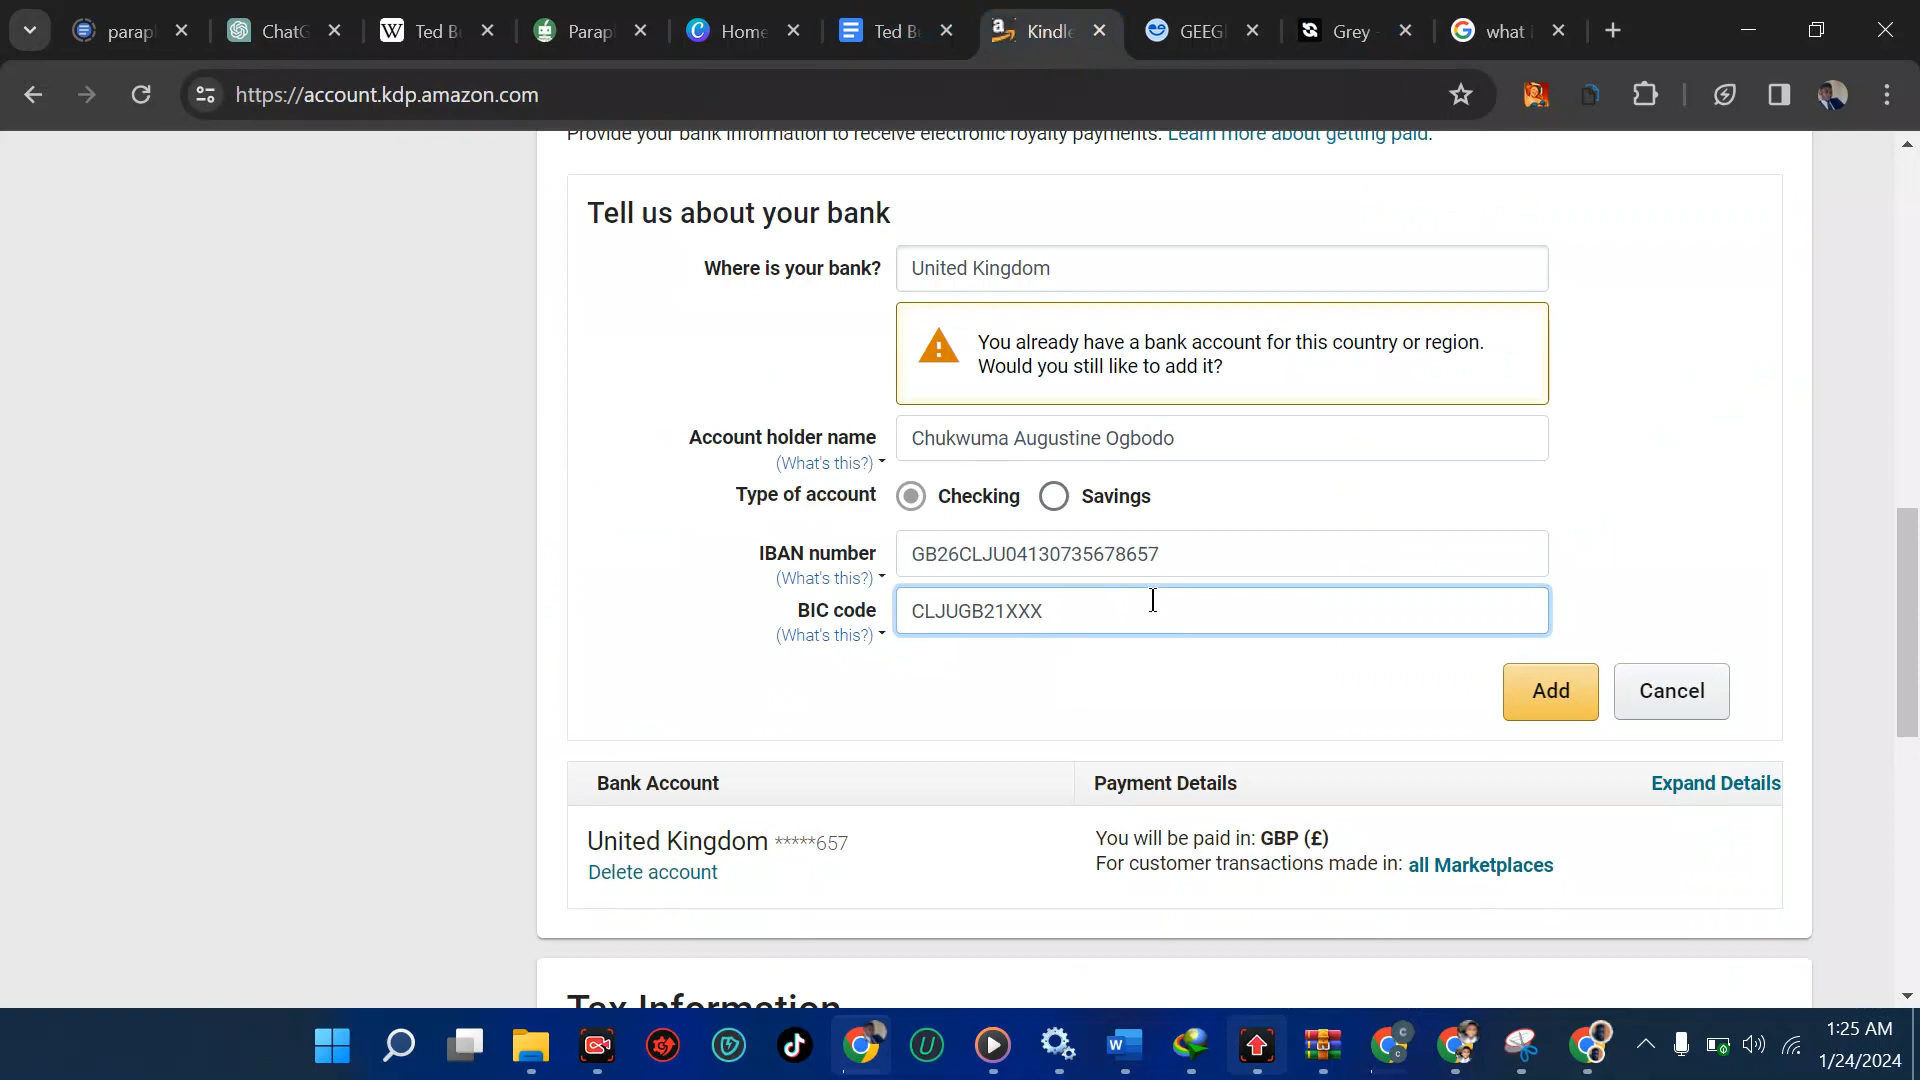 parap
ChatG
Ted B
Parap
Home
Ted B
Kindle
GEEG
Grey -
what i
https://account.kdp.amazon.com
Provide your bank information to receive electronic royalty payments. Learn more about getting paid.
Tell us about your bank
Where is your bank?
United Kingdom
You already have a bank account for this country or region.
Would you still like to add it?
Account holder name
Chukwuma Augustine Ogbodo
(What's this?)
Type of account
Checking
Savings
IBAN number
GB26CLJU04130735678657
(What's this?)
BIC code
CLJUGB21XXX
(What's this?)
Add
Cancel
Bank Account
Payment Details
Expand Details
United Kingdom *****657
You will be paid in: GBP (£)
Delete account
For customer transactions made in: all Marketplaces
Tax Information
1:25 AM
1/24/2024